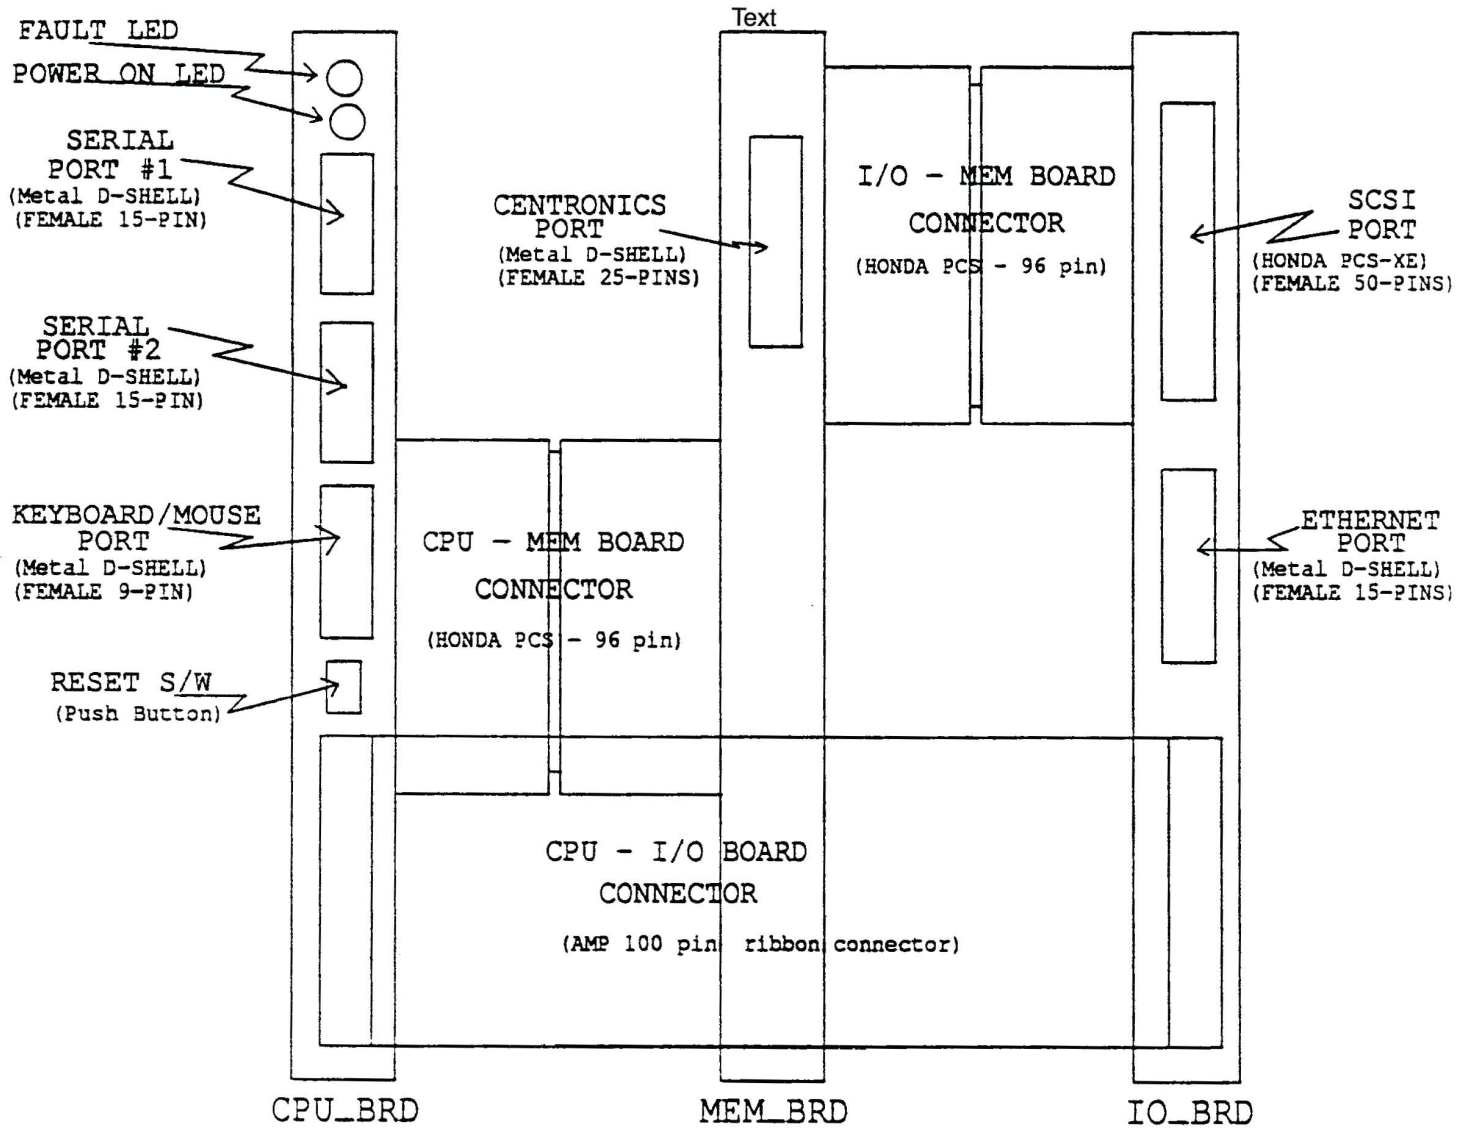 Text
FAULT LED
POWER ON LED
SERIAL
PORT #1
(Metal D-SHELL)
(FEMALE 15-PIN)
SERIAL
PORT #2
(Metal D-SHELL)
(FEMALE 15-PIN)
KEYBOARD/MOUSE
PORT
(Metal D-SHELL)
(FEMALE 9-PIN)
RESET S/W
(Push Button)
CENTRONICS
PORT
(Metal D-SHELL)
(FEMALE 25-PINS)
I/O - MEM BOARD
CONNECTOR
(HONDA PCS - 96 pin)
SCSI
PORT
(HONDA PCS-XE)
(FEMALE 50-PINS)
CPU - MEM BOARD
CONNECTOR
(HONDA PCS - 96 pin)
ETHERNET
PORT
(Metal D-SHELL)
(FEMALE 15-PINS)
CPU - I/O BOARD
CONNECTOR
(AMP 100 pin ribbon connector)
CPU_BRD
MEM_BRD
IO_BRD